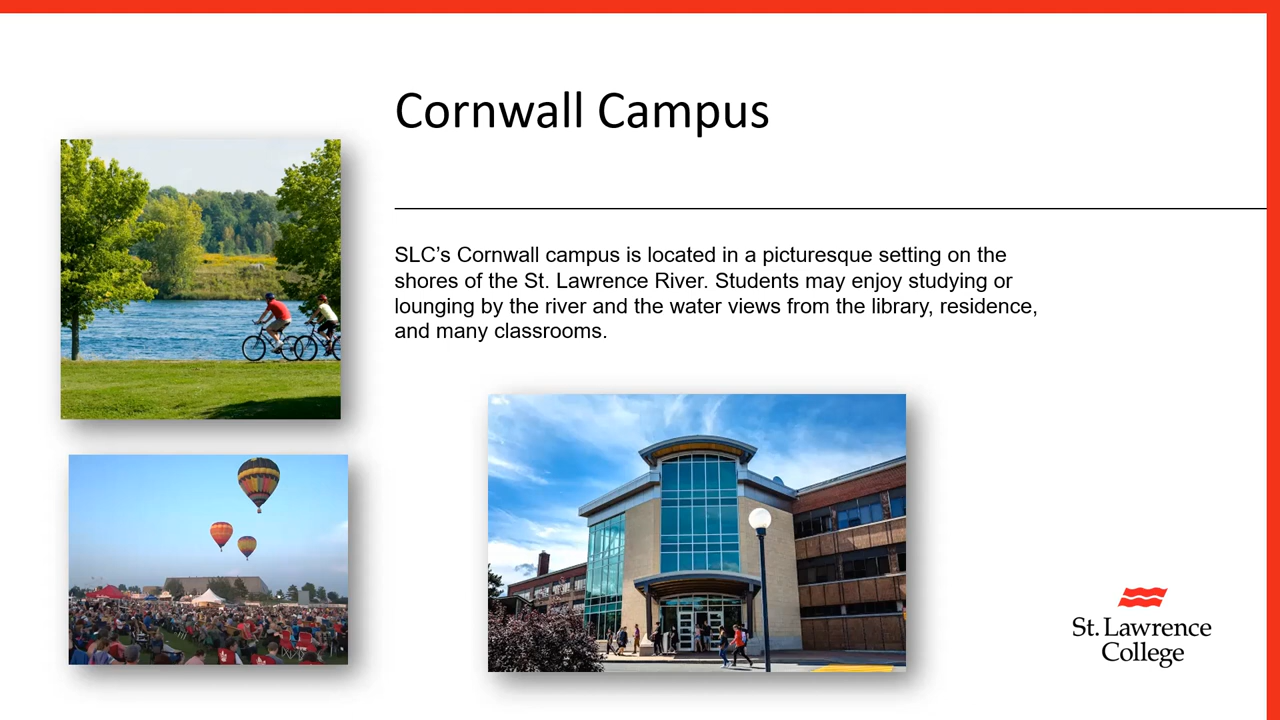 Cornwall Campus
SLC’s Cornwall campus is located in a picturesque setting on the
shores of the St. Lawrence River. Students may enjoy studying or
lounging by the river and the water views from the library, residence,
and many classrooms.
St. Lawrence
College